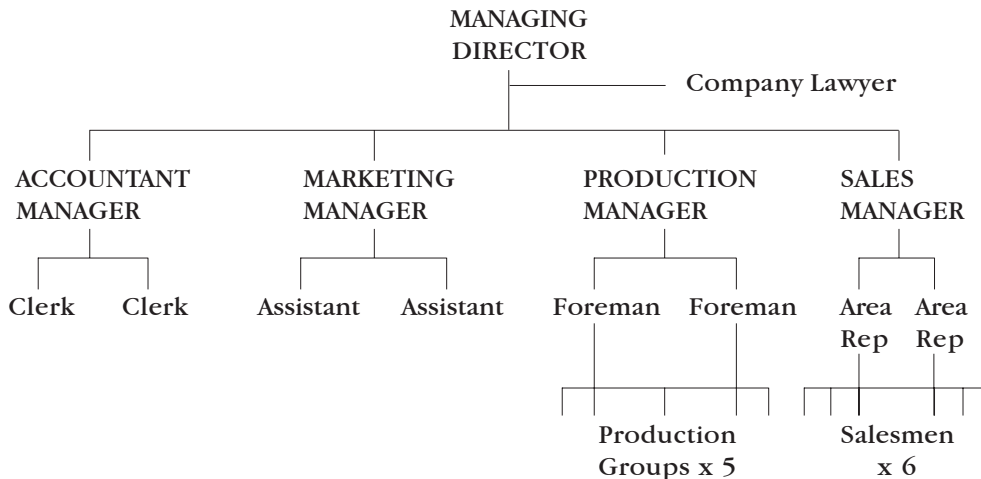 MANAGING
DIRECTOR
Company Lawyer
ACCOUNTANT
MANAGER
MARKETING
MANAGER
PRODUCTION
MANAGER
SALES
MANAGER
Clerk
Clerk
Assistant
Assistant
Foreman
Foreman
Area
Rep
Area
Rep
Production
Groups x 5
Salesmen
x 6